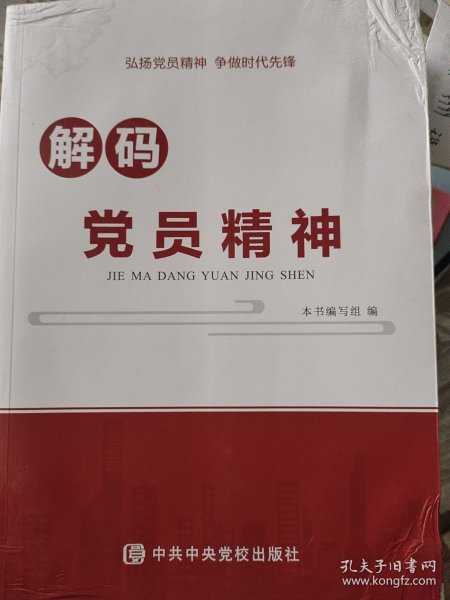 弘扬党员精神 争做时代先锋
解码
党员精神
JIE MA DANG YUAN JING SHEN
本书编写组 编
中共中央党校出版社
孔夫子旧书网
www.kongfz.com